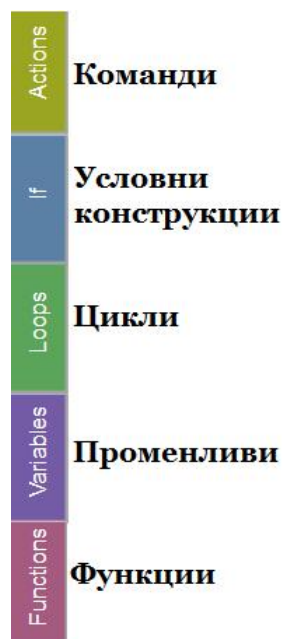 Actions
Команди
If
Условни
конструкции
Loops
Цикли
Variables
Променливи
Functions
Функции